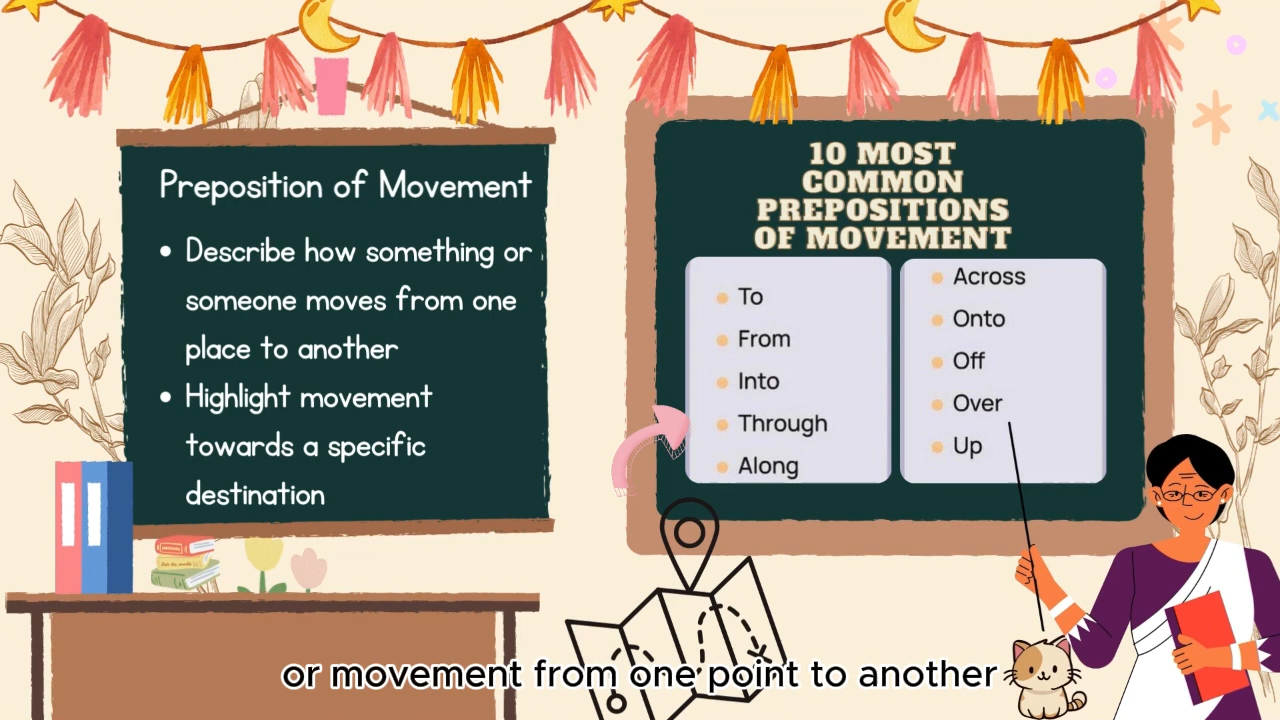 Preposition of Movement
• Describe how something or
someone moves from one
place to another
• Highlight movement
towards a specific
destination
10 MOST
COMMON
PREPOSITIONS
OF MOVEMENT
• To
• From
• Into
• Through
• Along
• Across
• Onto
• Off
• Over
• Up
or movement from one point to another